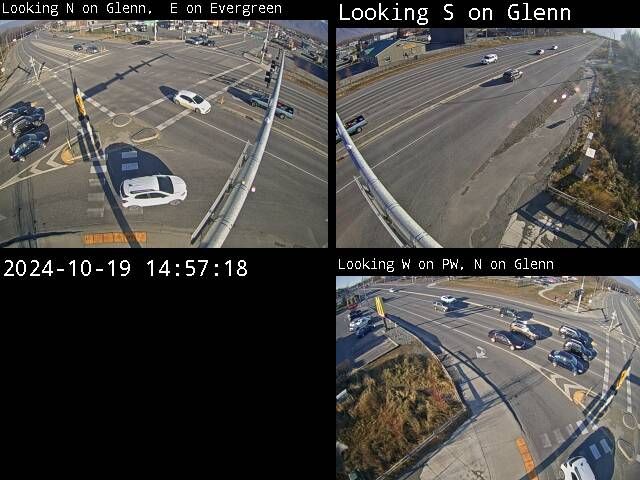 Looking N on Glenn, E on Evergreen
Looking S on Glenn
2024-10-19 14:57:18
Looking W on PW, N on Glenn